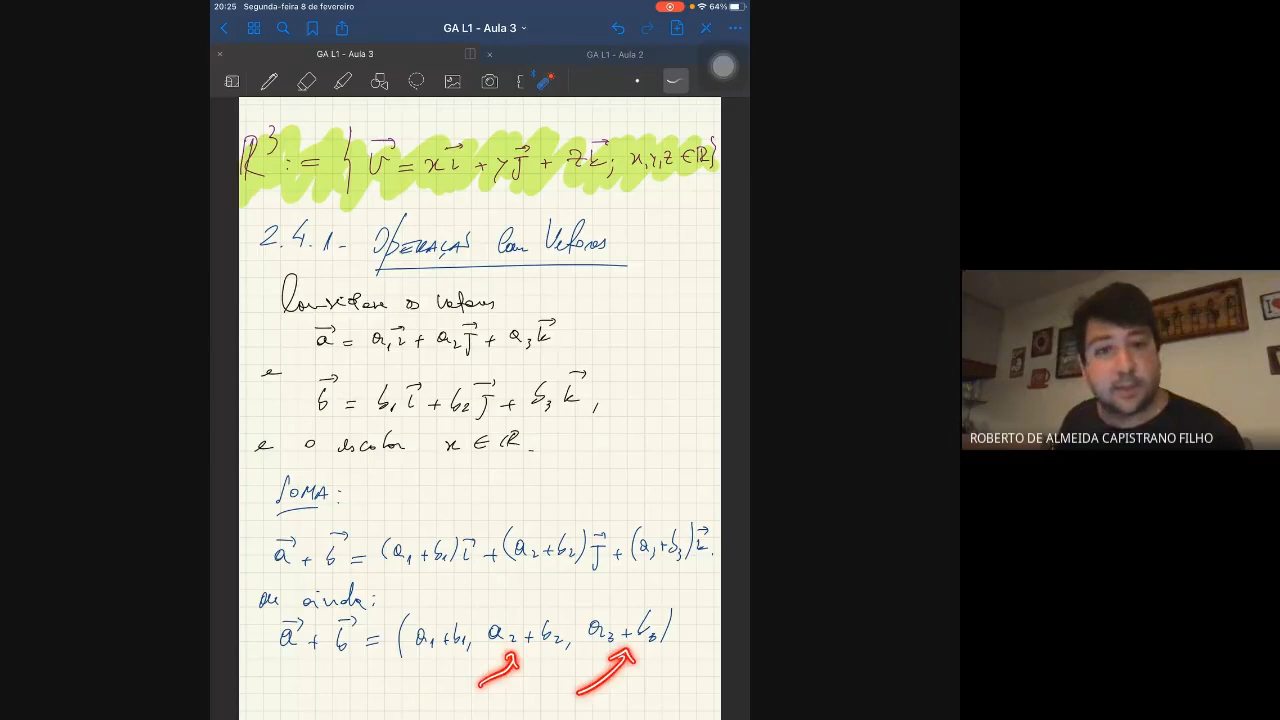 20:25 Segunda-feira 8 de fevereiro 64%
GA L1 - Aula 3
GA L1 - Aula 3 GA L1 - Aula 2
ℝ³ := { v⃗ = x i⃗ + y j⃗ + z k⃗; x, y, z ∈ ℝ}
2.4.1 - Operaças com Vetores
Considere os vetores
a⃗ = a₁ i⃗ + a₂ j⃗ + a₃ k⃗
e
b⃗ = b₁ i⃗ + b₂ j⃗ + b₃ k⃗,
e o escalar x ∈ ℝ.
SOMA:
a⃗ + b⃗ = (a₁ + b₁) i⃗ + (a₂ + b₂) j⃗ + (a₃ + b₃) k⃗.
ou ainda:
a⃗ + b⃗ = (a₁ + b₁, a₂ + b₂, a₃ + b₃)
ROBERTO DE ALMEIDA CAPISTRANO FILHO